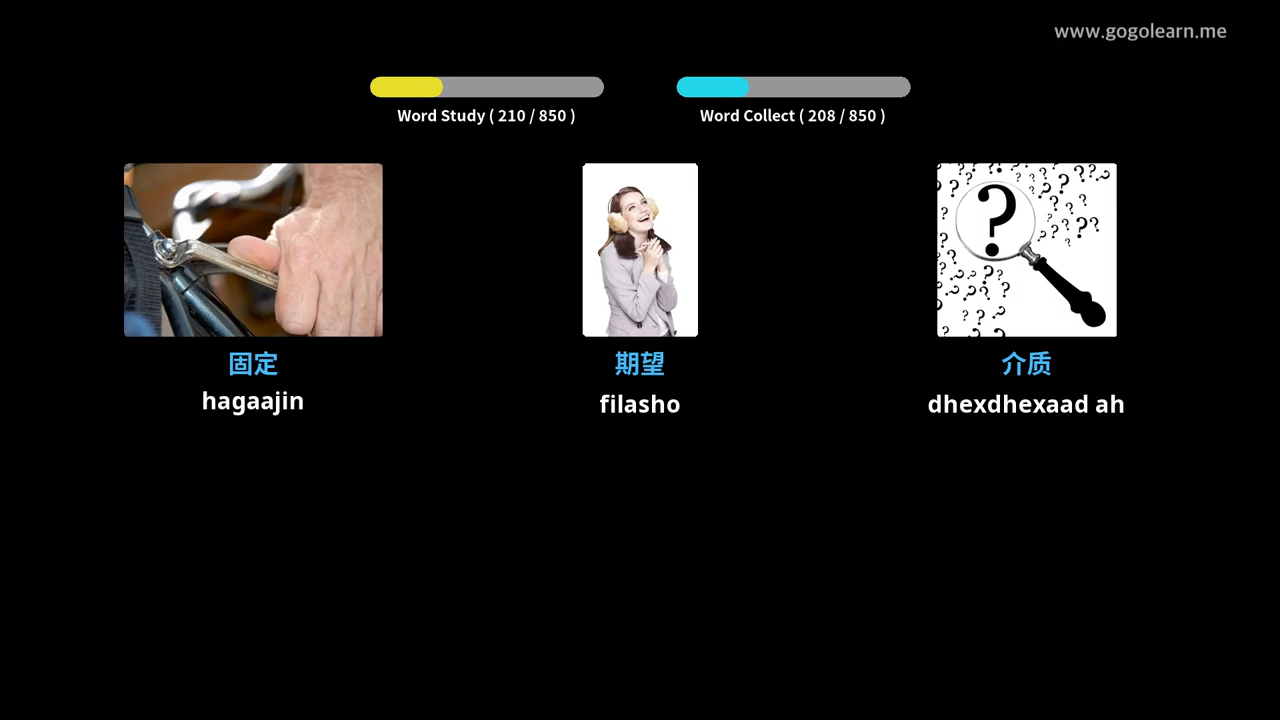 www.gogolearn.me
Word Study ( 210 / 850 )
Word Collect ( 208 / 850 )
固定
期望
介质
hagaajin
filasho
dhexdhexaad ah